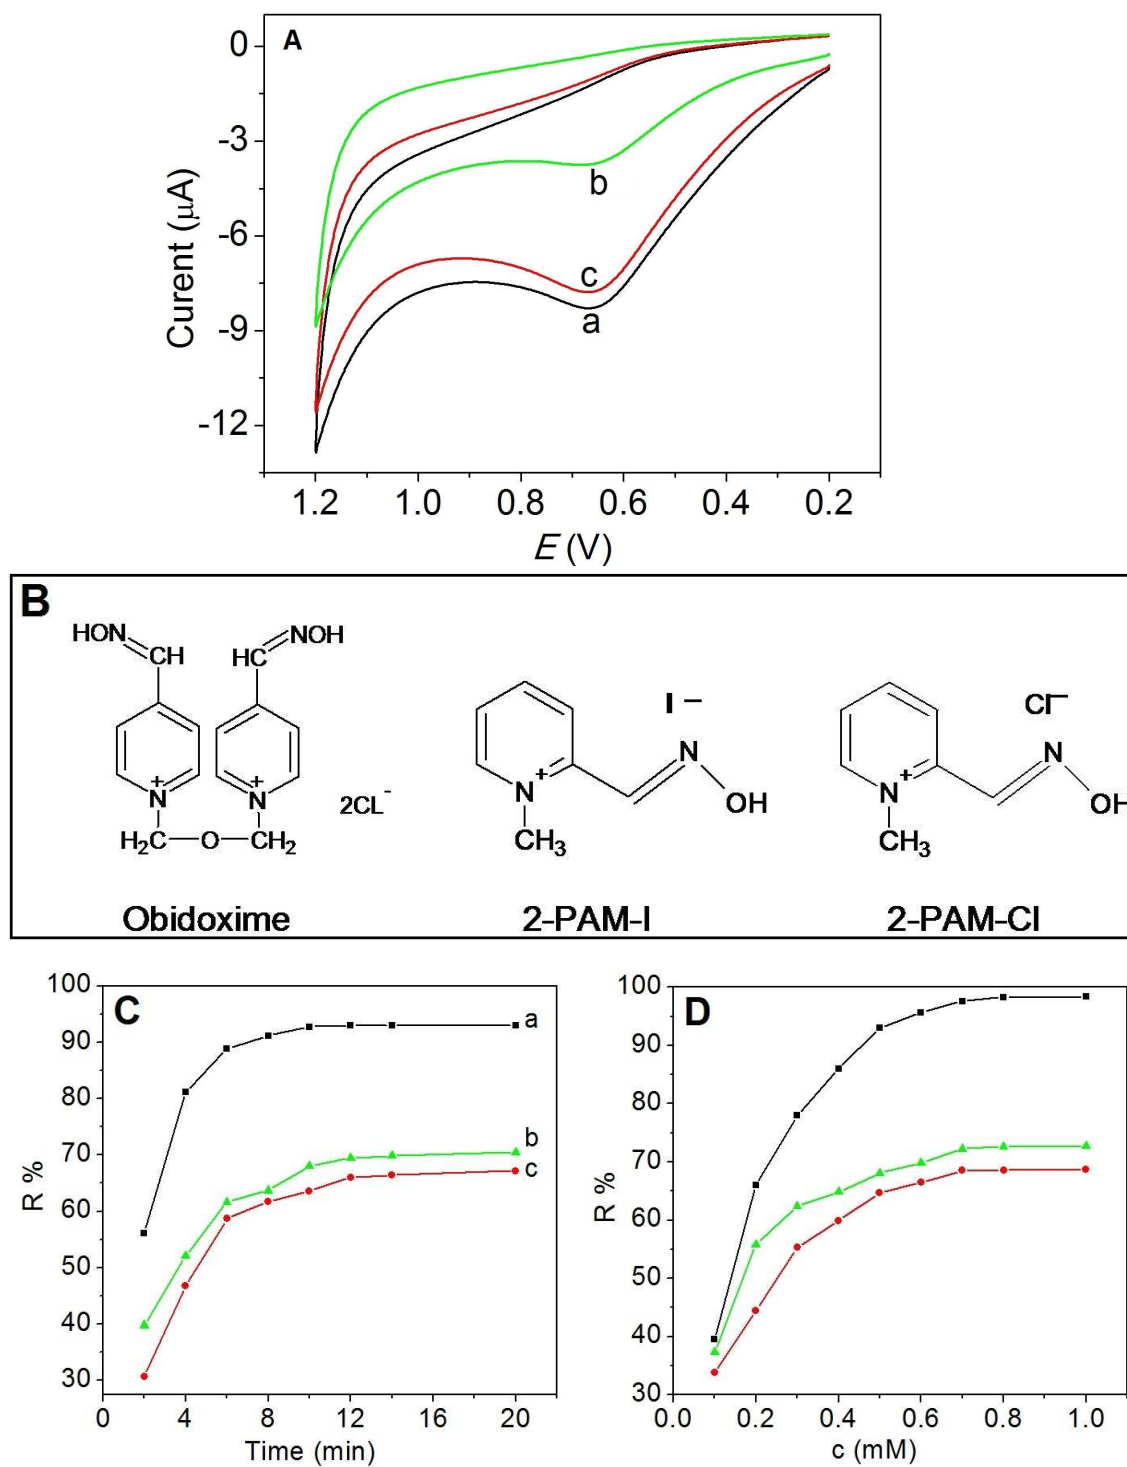 A
0
-3
-6
-9
-12
Curent (μA)
b
c
a
1.2 1.0 0.8 0.6 0.4 0.2
E (V)
B
HON CH HC NOH
N+ N+
H₂C O CH₂
2CL⁻
Obidoxime
I −
N
OH
N+
CH₃
2-PAM-I
Cl−
N
OH
N+
CH₃
2-PAM-Cl
C
100
90
80
70
60
50
40
30
R %
a
b
c
0 4 8 12 16 20
Time (min)
D
100
90
80
70
60
50
40
30
R %
0.0 0.2 0.4 0.6 0.8 1.0
c (mM)